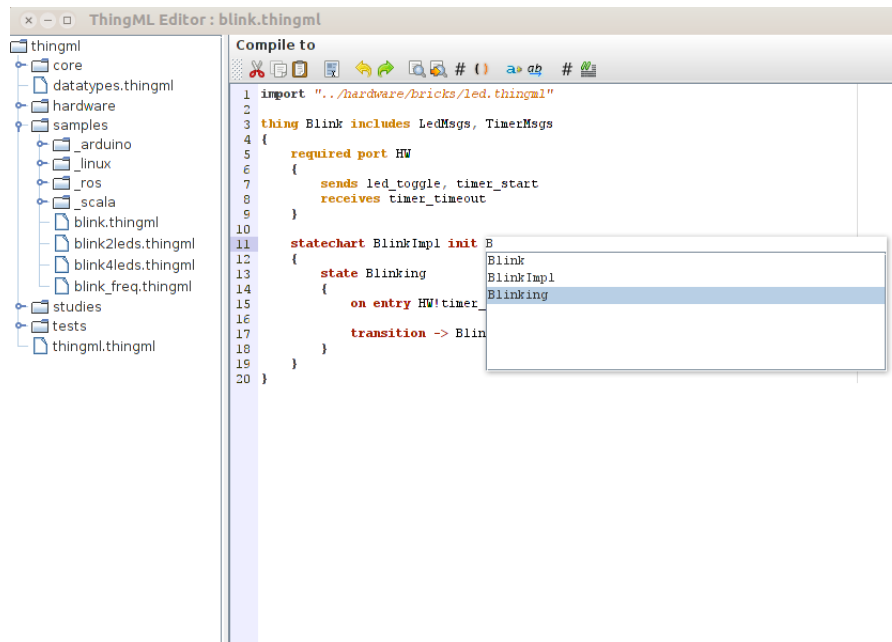 ThingML Editor : blink.thingml
thingml
core
datatypes.thingml
hardware
samples
_arduino
_linux
_ros
_scala
blink.thingml
blink2leds.thingml
blink4leds.thingml
blink_freq.thingml
studies
tests
thingml.thingml
Compile to
# () a» ab #
1 import "../hardware/bricks/led.thingml"
2
3 thing Blink includes LedMsgs, TimerMsgs
4 {
5 required port HW
6 {
7 sends led_toggle, timer_start
8 receives timer_timeout
9 }
10
11 statechart BlinkImpl init B
12 {
13 state Blinking
14 {
15 on entry HW!timer_
16
17 transition -> Blin
18 }
19 }
20 }
Blink
BlinkImpl
Blinking